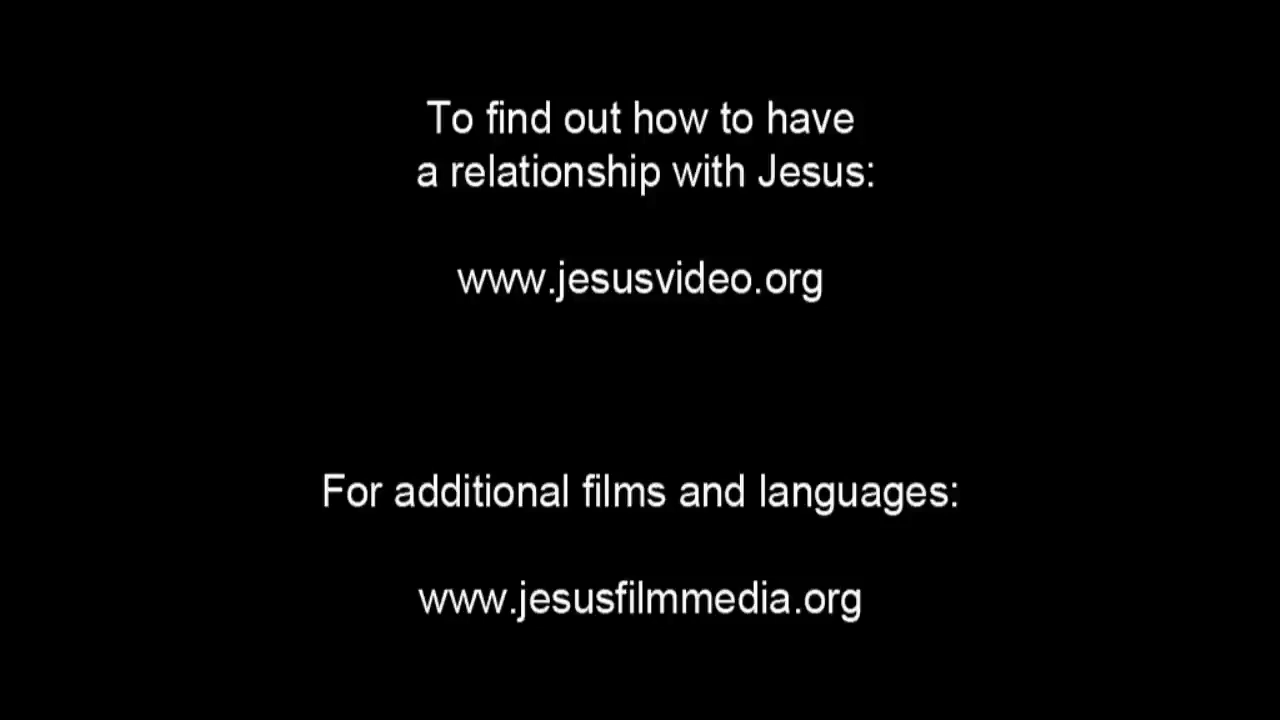 To find out how to have
a relationship with Jesus:
www.jesusvideo.org
For additional films and languages:
www.jesusfilmmedia.org